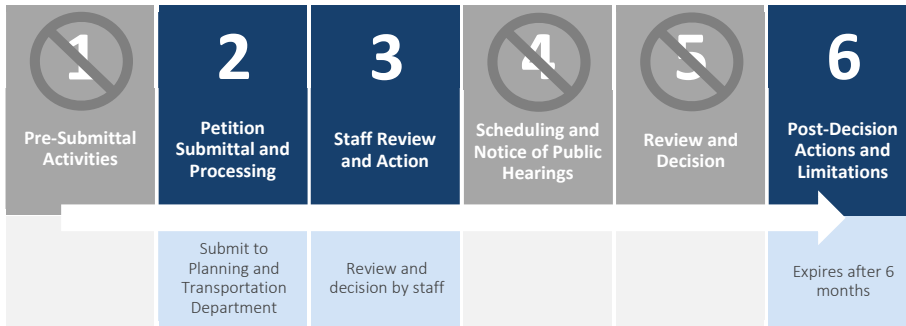 1
Pre-Submittal
Activities
2
Petition
Submittal and
Processing
3
Staff Review
and Action
4
Scheduling and
Notice of Public
Hearings
5
Review and
Decision
6
Post-Decision
Actions and
Limitations
Submit to
Planning and
Transportation
Department
Review and
decision by staff
Expires after 6
months